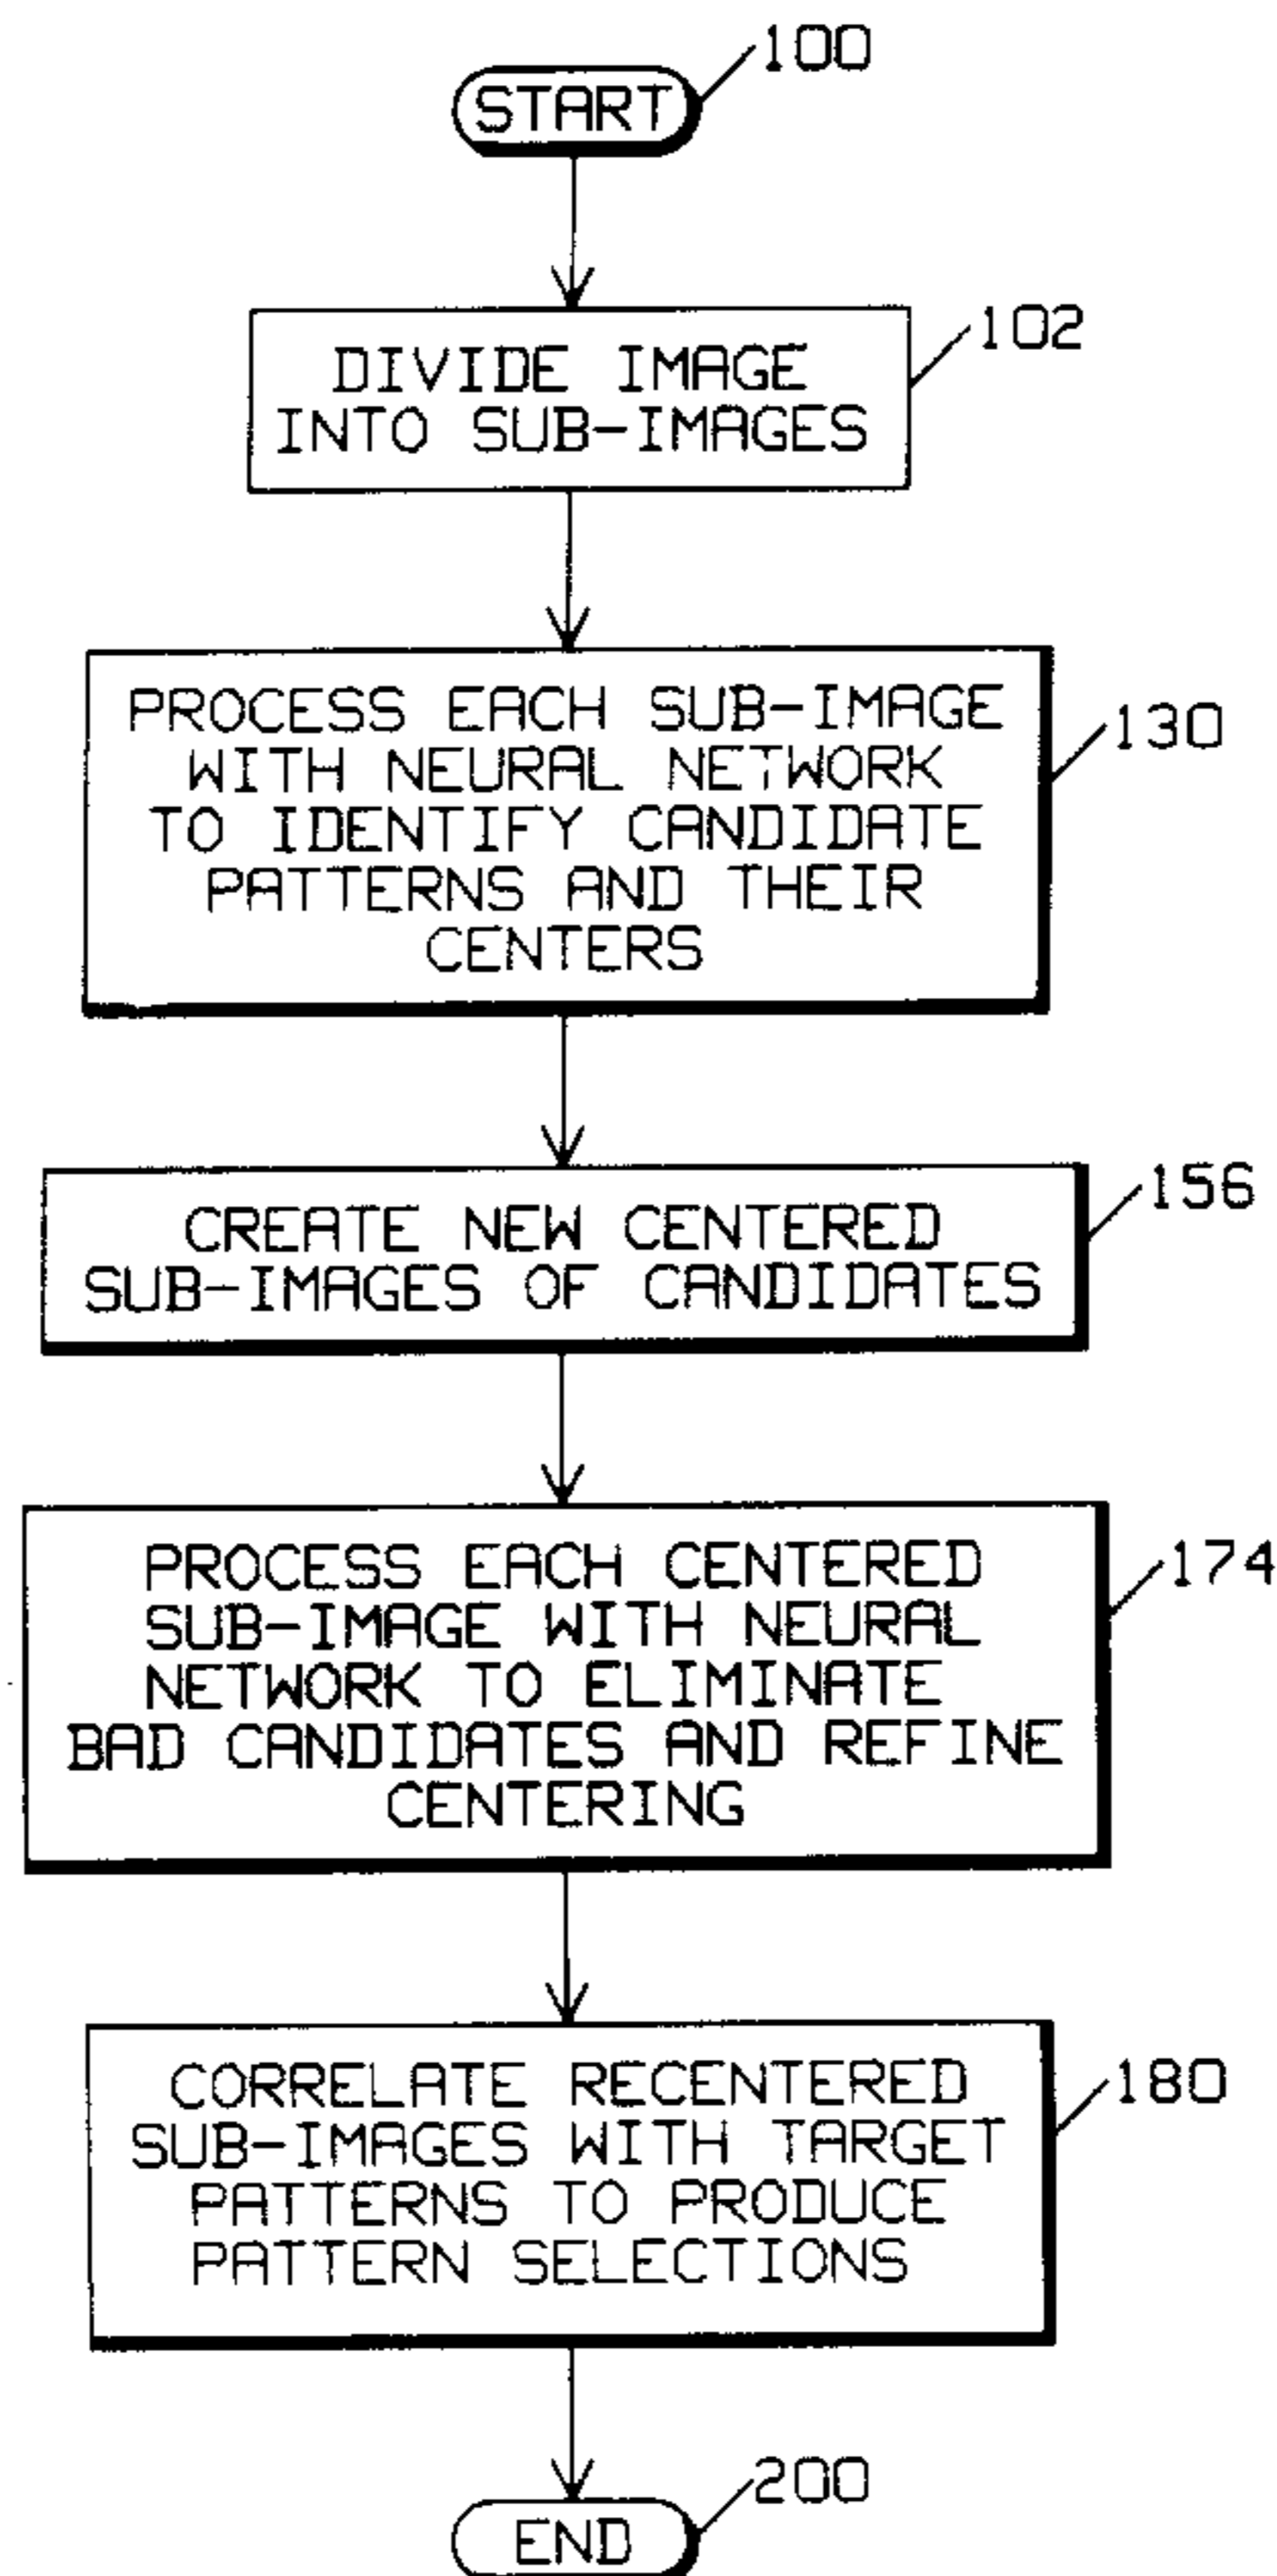 100
START
102
DIVIDE IMAGE
INTO SUB-IMAGES
130
PROCESS EACH SUB-IMAGE
WITH NEURAL NETWORK
TO IDENTIFY CANDIDATE
PATTERNS AND THEIR
CENTERS
156
CREATE NEW CENTERED
SUB-IMAGES OF CANDIDATES
174
PROCESS EACH CENTERED
SUB-IMAGE WITH NEURAL
NETWORK TO ELIMINATE
BAD CANDIDATES AND REFINE
CENTERING
180
CORRELATE RECENTERED
SUB-IMAGES WITH TARGET
PATTERNS TO PRODUCE
PATTERN SELECTIONS
200
END